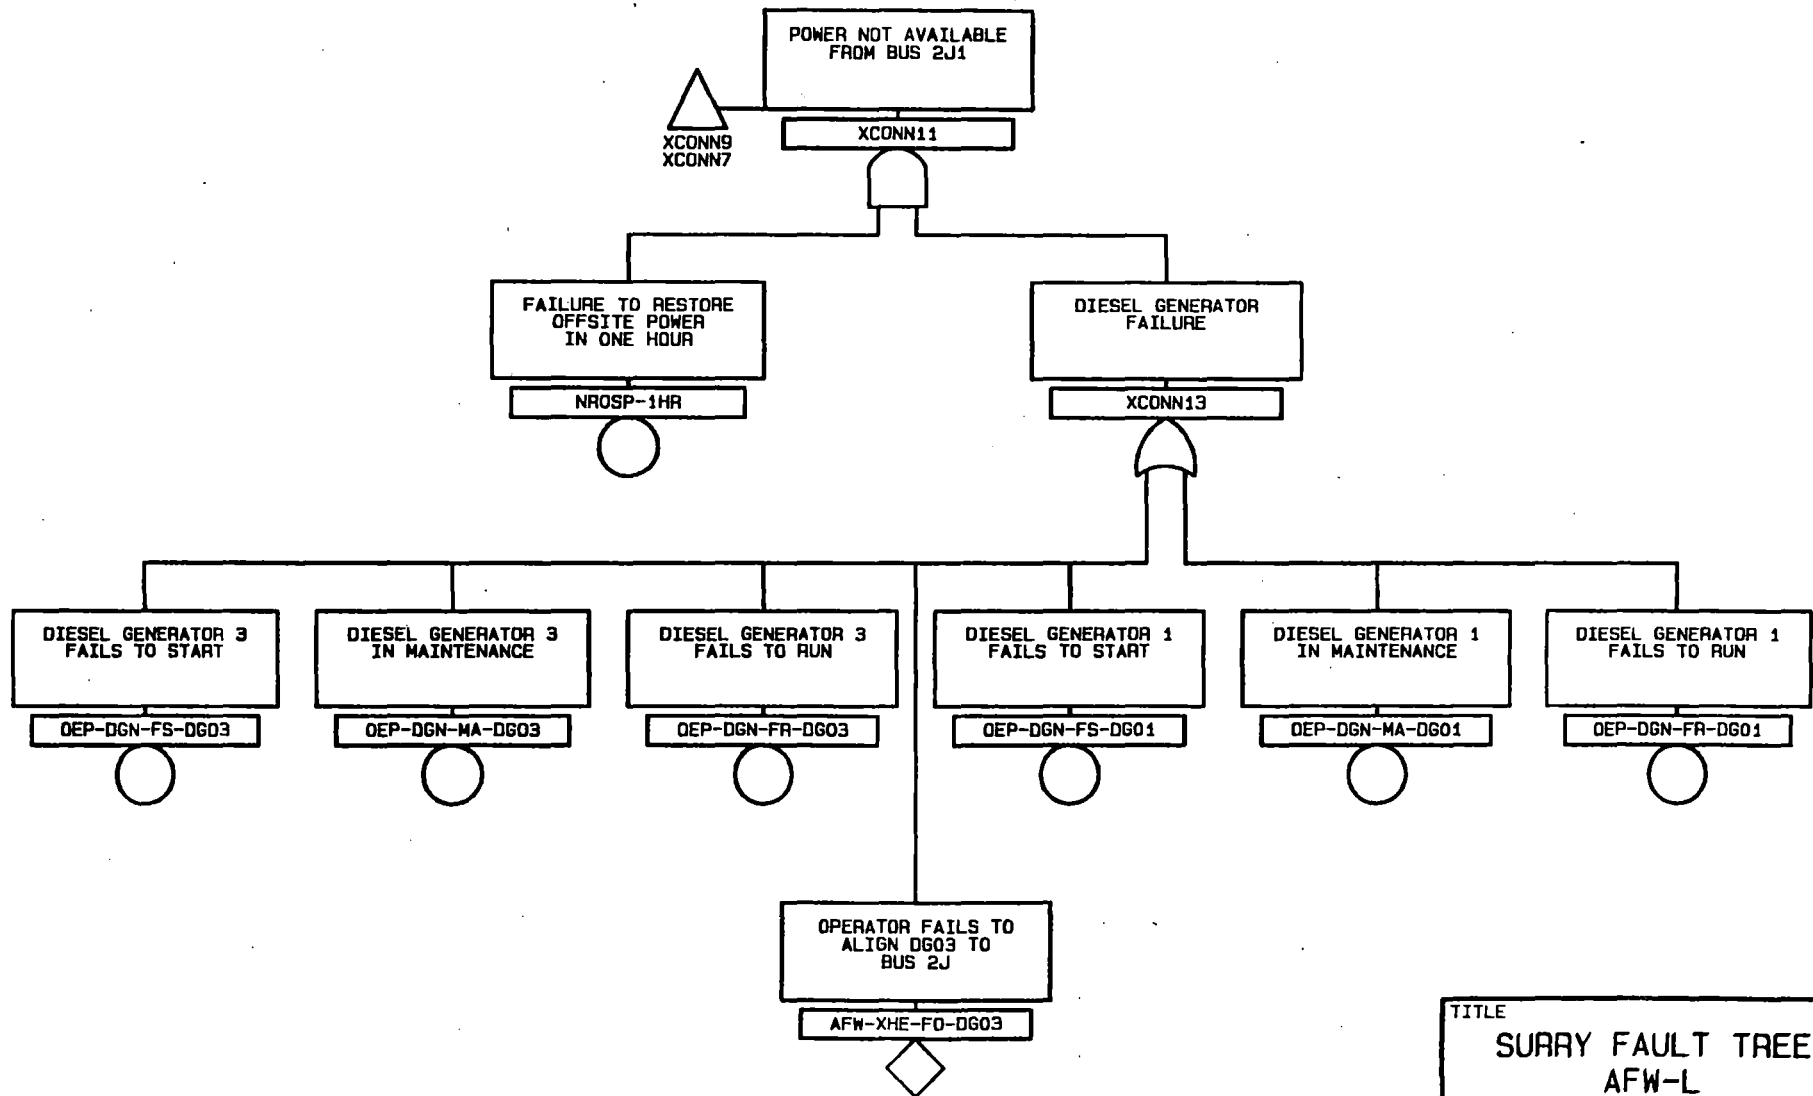 POWER NOT AVAILABLE
FROM BUS 2J1
XCONN9
XCONN7
XCONN11
FAILURE TO RESTORE
OFFSITE POWER
IN ONE HOUR
NROSP-1HR
DIESEL GENERATOR
FAILURE
XCONN13
DIESEL GENERATOR 3
FAILS TO START
OEP-DGN-FS-DG03
DIESEL GENERATOR 3
IN MAINTENANCE
OEP-DGN-MA-DG03
DIESEL GENERATOR 3
FAILS TO RUN
OEP-DGN-FR-DG03
DIESEL GENERATOR 1
FAILS TO START
OEP-DGN-FS-DG01
DIESEL GENERATOR 1
IN MAINTENANCE
OEP-DGN-MA-DG01
DIESEL GENERATOR 1
FAILS TO RUN
OEP-DGN-FR-DG01
OPERATOR FAILS TO
ALIGN DG03 TO
BUS 2J
AFW-XHE-FO-DG03
TITLE
SURRY FAULT TREE
AFW-L